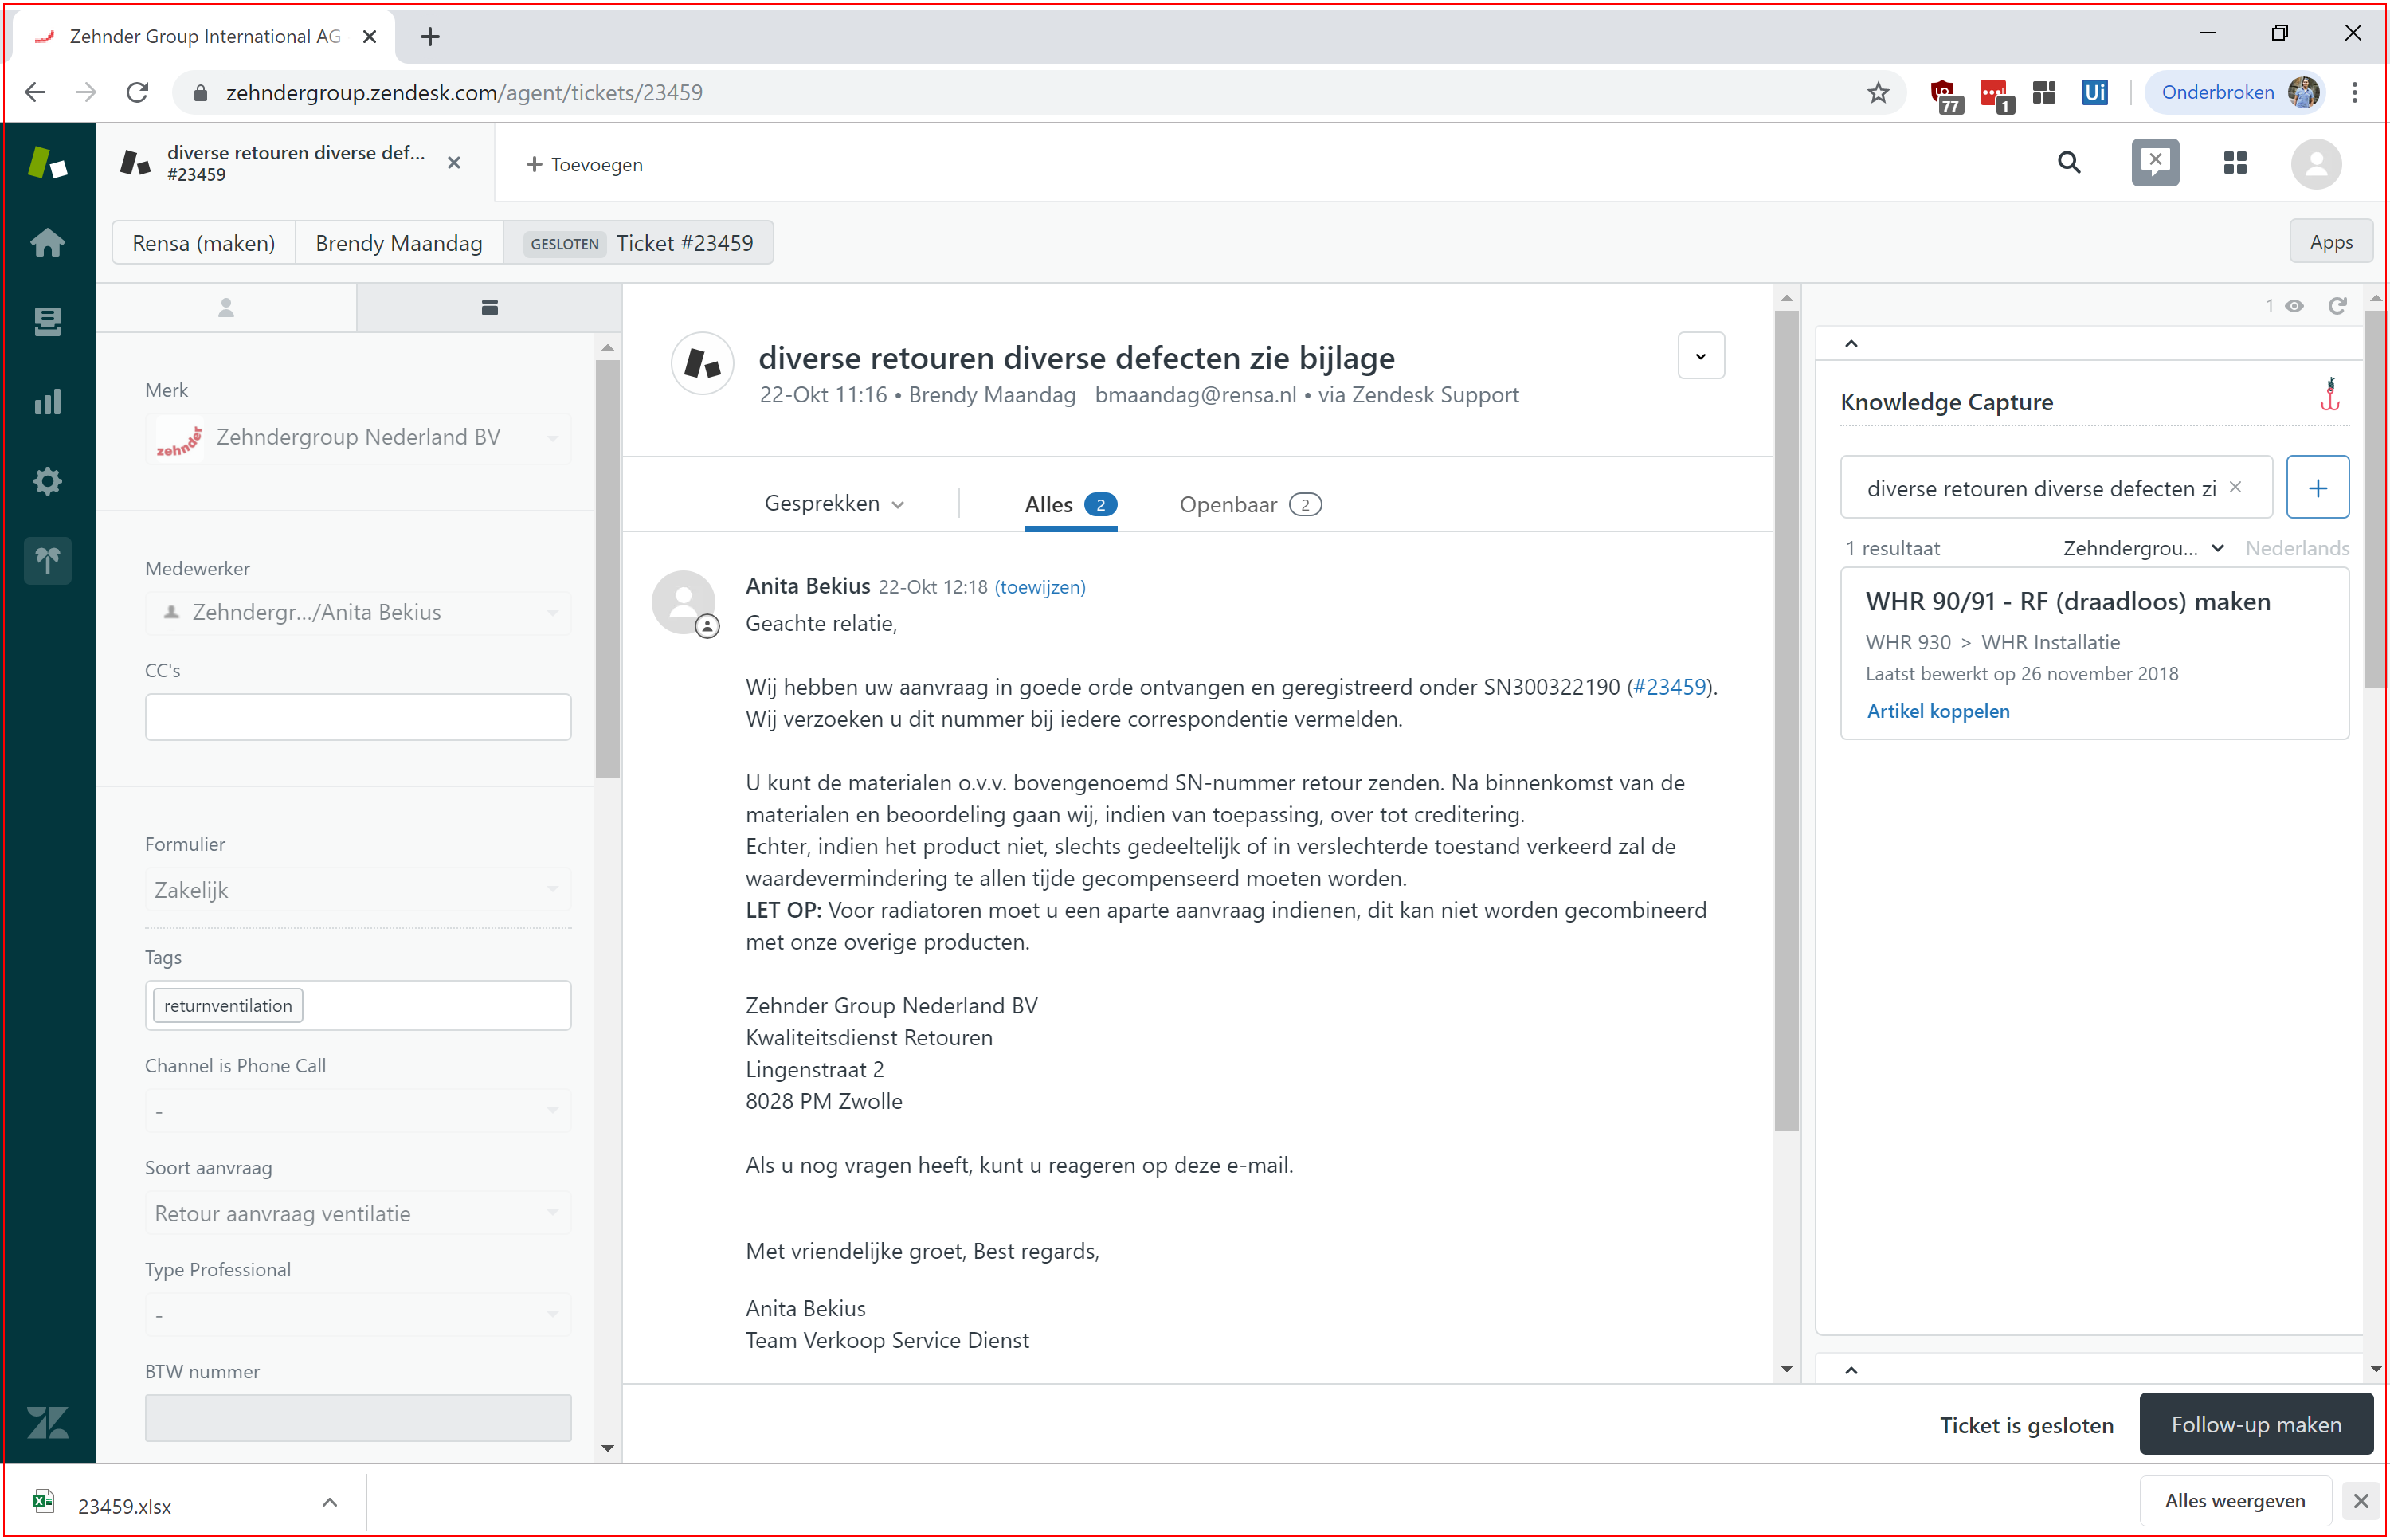 Zehnder Group International AG
zehndergroup.zendesk.com/agent/tickets/23459
77
1
Ui
Onderbroken
diverse retouren diverse def...
#23459
Toevoegen
Rensa (maken)
Brendy Maandag
GESLOTEN Ticket #23459
Apps
Merk
zehnder
Zehndergroup Nederland BV
Medewerker
Zehndergr.../Anita Bekius
CC's
Formulier
Zakelijk
Tags
returnventilation
Channel is Phone Call
-
Soort aanvraag
Retour aanvraag ventilatie
Type Professional
-
BTW nummer
diverse retouren diverse defecten zie bijlage
22-Okt 11:16 • Brendy Maandag bmaandag@rensa.nl • via Zendesk Support
Gesprekken
Alles 2
Openbaar 2
Anita Bekius 22-Okt 12:18 (toewijzen)
Geachte relatie,
Wij hebben uw aanvraag in goede orde ontvangen en geregistreerd onder SN300322190 (#23459).
Wij verzoeken u dit nummer bij iedere correspondentie vermelden.
U kunt de materialen o.v.v. bovengenoemd SN-nummer retour zenden. Na binnenkomst van de
materialen en beoordeling gaan wij, indien van toepassing, over tot creditering.
Echter, indien het product niet, slechts gedeeltelijk of in verslechterde toestand verkeerd zal de
waardevermindering te allen tijde gecompenseerd moeten worden.
LET OP: Voor radiatoren moet u een aparte aanvraag indienen, dit kan niet worden gecombineerd
met onze overige producten.
Zehnder Group Nederland BV
Kwaliteitsdienst Retouren
Lingenstraat 2
8028 PM Zwolle
Als u nog vragen heeft, kunt u reageren op deze e-mail.
Met vriendelijke groet, Best regards,
Anita Bekius
Team Verkoop Service Dienst
1
Knowledge Capture
diverse retouren diverse defecten zi
1 resultaat
Zehndergrou...
Nederlands
WHR 90/91 - RF (draadloos) maken
WHR 930 > WHR Installatie
Laatst bewerkt op 26 november 2018
Artikel koppelen
Ticket is gesloten
Follow-up maken
23459.xlsx
Alles weergeven